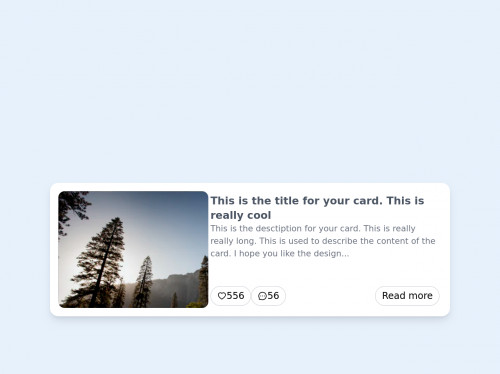 This is the title for your card. This is
really cool
This is the desctiption for your card. This is really
really long. This is used to describe the content of the
card. I hope you like the design...
556 56 Read more